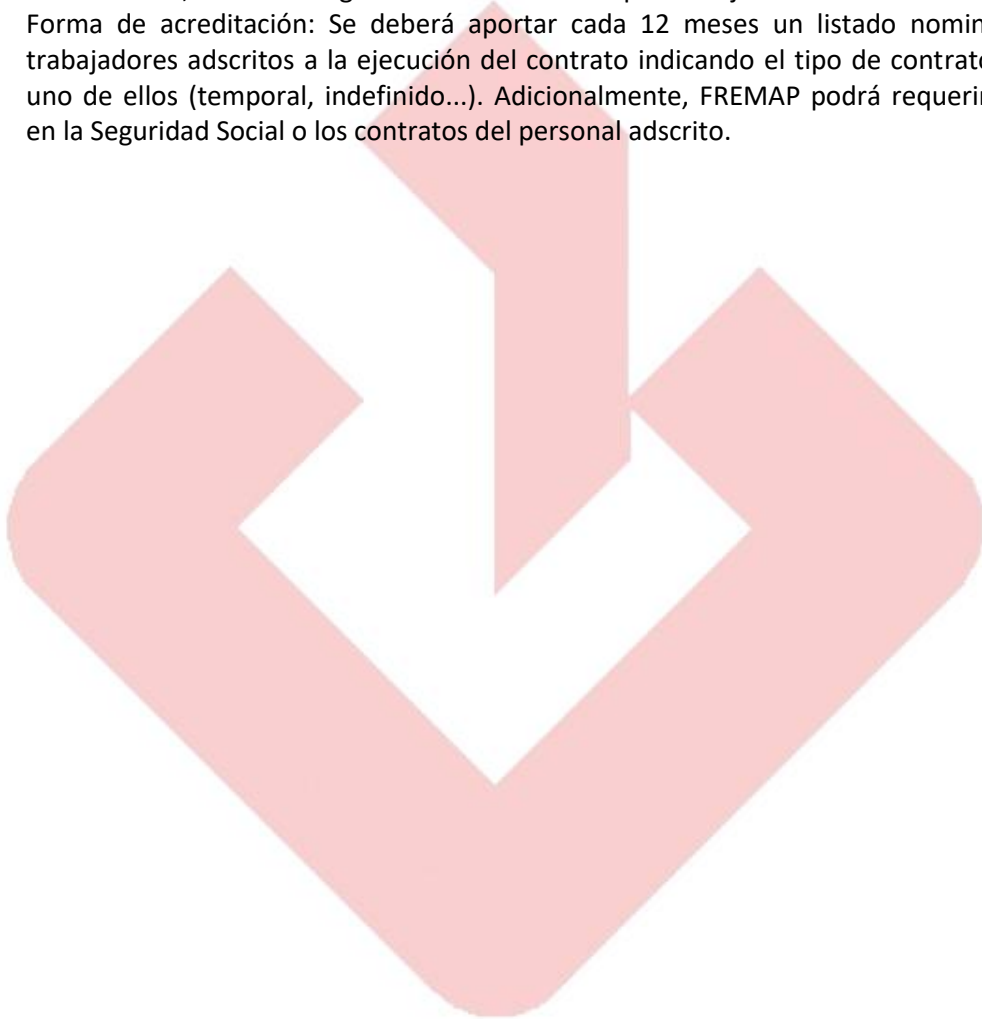 Forma de acreditación: Se deberá aportar cada 12 meses un listado nomin
trabajadores adscritos a la ejecución del contrato indicando el tipo de contrat
uno de ellos (temporal, indefinido...). Adicionalmente, FREMAP podrá requerir
en la Seguridad Social o los contratos del personal adscrito.